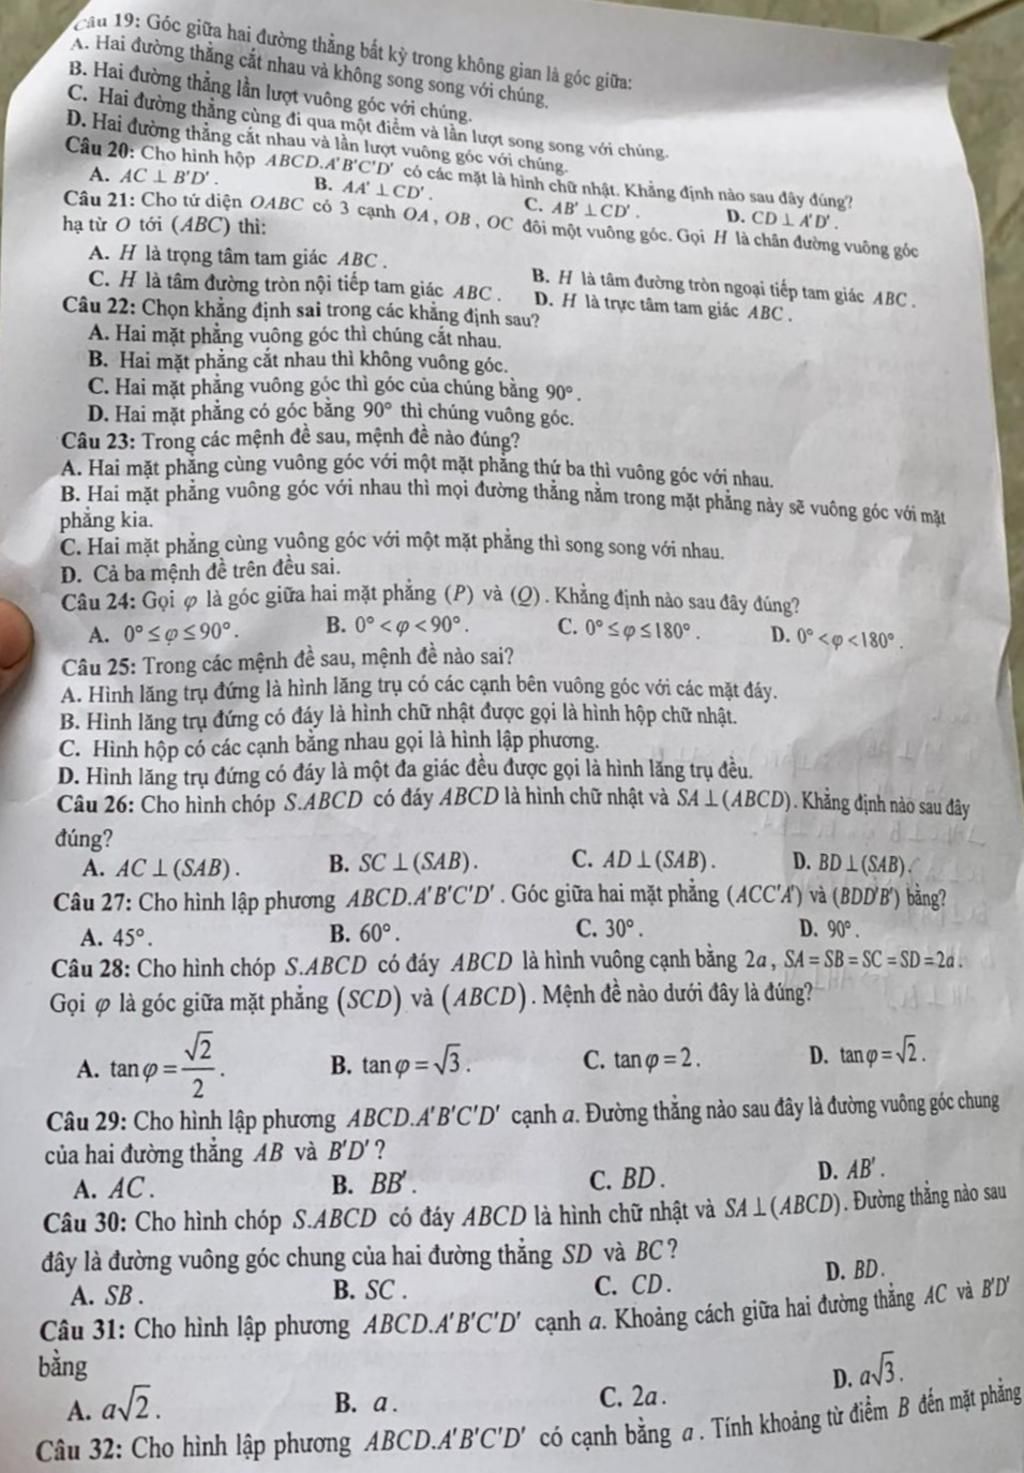 Câu 19: Góc giữa hai đường thẳng bất kỳ trong không gian là góc giữa:
A. Hai đường thẳng cắt nhau và không song song với chúng.
B. Hai đường thẳng lần lượt vuông góc với chúng.
C. Hai đường thẳng cùng đi qua một điểm và lần lượt song song với chúng.
D. Hai đường thẳng cắt nhau và lần lượt vuông góc với chúng.
Câu 20: Cho hình hộp ABCD.A'B'C'D' có các mặt là hình chữ nhật. Khẳng định nào sau đây đúng?
A. AC ⊥ B'D'. B. AA' ⊥ CD'. C. AB' ⊥ CD'. D. CD ⊥ A'D'.
Câu 21: Cho tứ diện OABC có 3 cạnh OA, OB, OC đôi một vuông góc. Gọi H là chân đường vuông góc
hạ từ O tới (ABC) thì:
A. H là trọng tâm tam giác ABC. B. H là tâm đường tròn ngoại tiếp tam giác ABC.
C. H là tâm đường tròn nội tiếp tam giác ABC. D. H là trực tâm tam giác ABC.
Câu 22: Chọn khẳng định sai trong các khẳng định sau?
A. Hai mặt phẳng vuông góc thì chúng cắt nhau.
B. Hai mặt phẳng cắt nhau thì không vuông góc.
C. Hai mặt phẳng vuông góc thì góc của chúng bằng 90°.
D. Hai mặt phẳng có góc bằng 90° thì chúng vuông góc.
Câu 23: Trong các mệnh đề sau, mệnh đề nào đúng?
A. Hai mặt phẳng cùng vuông góc với một mặt phẳng thứ ba thì vuông góc với nhau.
B. Hai mặt phẳng vuông góc với nhau thì mọi đường thẳng nằm trong mặt phẳng này sẽ vuông góc với mặt
phẳng kia.
C. Hai mặt phẳng cùng vuông góc với một mặt phẳng thì song song với nhau.
D. Cả ba mệnh đề trên đều sai.
Câu 24: Gọi φ là góc giữa hai mặt phẳng (P) và (Q). Khẳng định nào sau đây đúng?
A. 0° ≤ φ ≤ 90°. B. 0° < φ < 90°. C. 0° ≤ φ ≤ 180°. D. 0° < φ < 180°.
Câu 25: Trong các mệnh đề sau, mệnh đề nào sai?
A. Hình lăng trụ đứng là hình lăng trụ có các cạnh bên vuông góc với các mặt đáy.
B. Hình lăng trụ đứng có đáy là hình chữ nhật được gọi là hình hộp chữ nhật.
C. Hình hộp có các cạnh bằng nhau gọi là hình lập phương.
D. Hình lăng trụ đứng có đáy là một đa giác đều được gọi là hình lăng trụ đều.
Câu 26: Cho hình chóp S.ABCD có đáy ABCD là hình chữ nhật và SA ⊥ (ABCD). Khẳng định nào sau đây
đúng?
A. AC ⊥ (SAB). B. SC ⊥ (SAB). C. AD ⊥ (SAB). D. BD ⊥ (SAB).
Câu 27: Cho hình lập phương ABCD.A'B'C'D'. Góc giữa hai mặt phẳng (ACC'A') và (BDD'B') bằng?
A. 45°. B. 60°. C. 30°. D. 90°.
Câu 28: Cho hình chóp S.ABCD có đáy ABCD là hình vuông cạnh bằng 2a, SA = SB = SC = SD = 2a.
Gọi φ là góc giữa mặt phẳng (SCD) và (ABCD). Mệnh đề nào dưới đây là đúng?
A. tan φ = √2/2. B. tan φ = √3. C. tan φ = 2. D. tan φ = √2.
Câu 29: Cho hình lập phương ABCD.A'B'C'D' cạnh a. Đường thẳng nào sau đây là đường vuông góc chung
của hai đường thẳng AB và B'D'?
A. AC. B. BB'. C. BD. D. AB'.
Câu 30: Cho hình chóp S.ABCD có đáy ABCD là hình chữ nhật và SA ⊥ (ABCD). Đường thẳng nào sau
đây là đường vuông góc chung của hai đường thẳng SD và BC?
A. SB. B. SC. C. CD. D. BD.
Câu 31: Cho hình lập phương ABCD.A'B'C'D' cạnh a. Khoảng cách giữa hai đường thẳng AC và B'D'
bằng
A. a√2. B. a. C. 2a. D. a√3.
Câu 32: Cho hình lập phương ABCD.A'B'C'D' có cạnh bằng a. Tính khoảng từ điểm B đến mặt phẳng